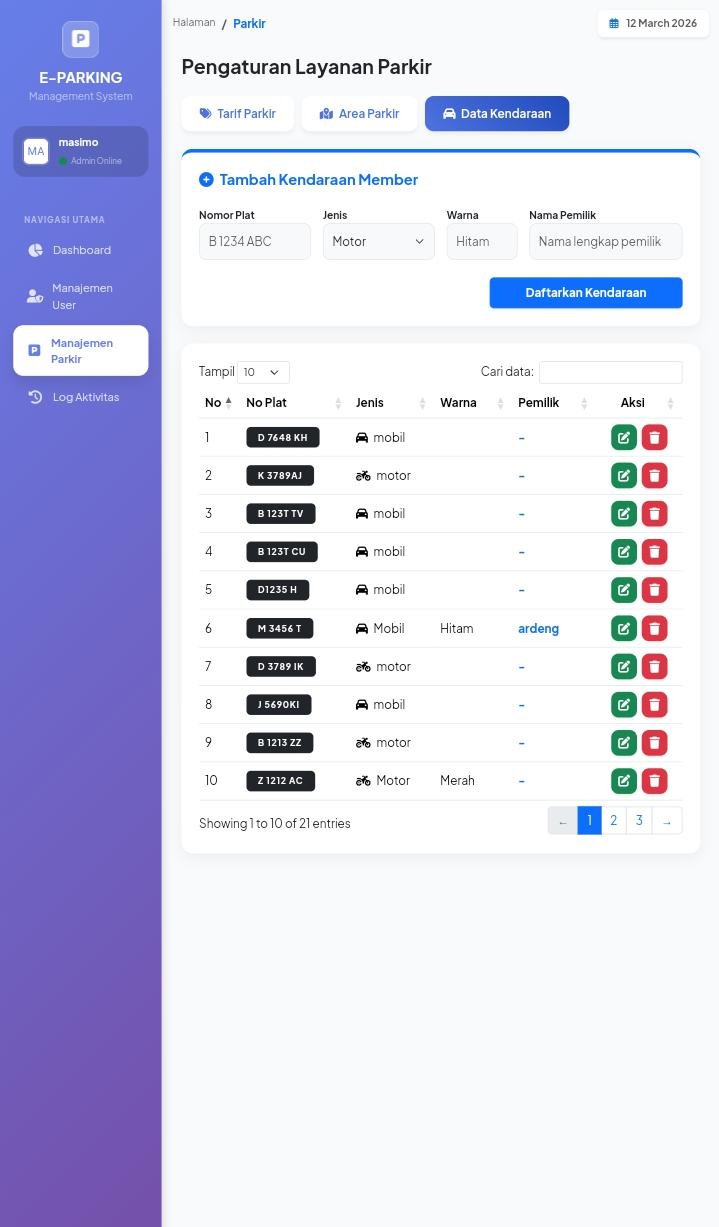 E-PARKING
Management System
MA
masimo
Admin Online
NAVIGASI UTAMA
Dashboard
Manajemen
User
Manajemen
Parkir
Log Aktivitas
Halaman / Parkir
12 March 2026
Pengaturan Layanan Parkir
Tarif Parkir
Area Parkir
Data Kendaraan
Tambah Kendaraan Member
Nomor Plat Jenis Warna Nama Pemilik
B 1234 ABC Motor Hitam Nama lengkap pemilik
Daftarkan Kendaraan
Tampil 10 Cari data:
No No Plat Jenis Warna Pemilik Aksi
1 D 7648 KH mobil -
2 K 3789AJ motor -
3 B 123T TV mobil -
4 B 123T CU mobil -
5 D1235 H mobil -
6 M 3456 T Mobil Hitam ardeng
7 D 3789 IK motor -
8 J 5690KI mobil -
9 B 1213 ZZ motor -
10 Z 1212 AC Motor Merah -
Showing 1 to 10 of 21 entries
← 1 2 3 →